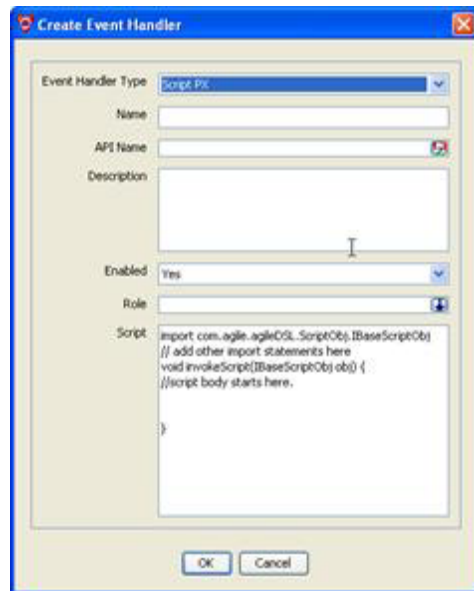 Create Event Handler
Event Handler Type Script PX
Name
API Name
Description
Enabled Yes
Role
Script import com.agile.agileDSL.ScriptObj.IBaseScriptObj
// add other import statements here
void invokeScript(IBaseScriptObj obj) {
//script body starts here.
}
OK Cancel